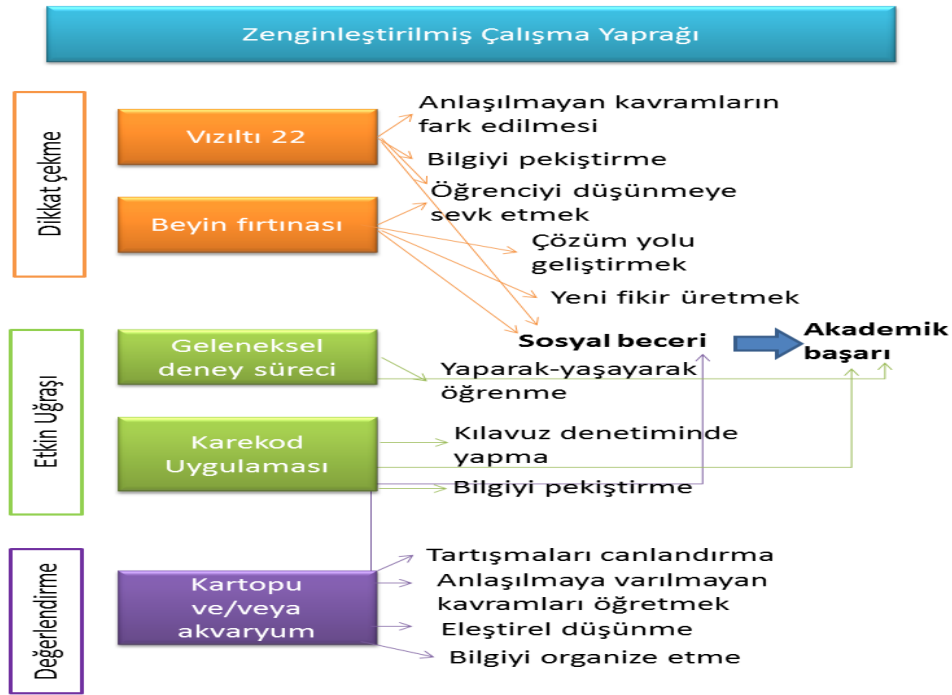 Zenginleştirilmiş Çalışma Yaprağı
Dikkat çekme
Vızıltı 22
Beyin fırtınası
Anlaşılmayan kavramların
fark edilmesi
Bilgiyi pekiştirme
Öğrenciyi düşünmeye
sevk etmek
Çözüm yolu
geliştirmek
Yeni fikir üretmek
Sosyal beceri
Akademik
başarı
Etkin Uğraşı
Geleneksel
deney süreci
Yaparak-yaşayarak
öğrenme
Karekod
Uygulaması
Kılavuz denetiminde
yapma
Bilgiyi pekiştirme
Değerlendirme
Kartopu
ve/veya
akvaryum
Tartışmaları canlandırma
Anlaşılmaya varılmayan
kavramları öğretmek
Eleştirel düşünme
Bilgiyi organize etme